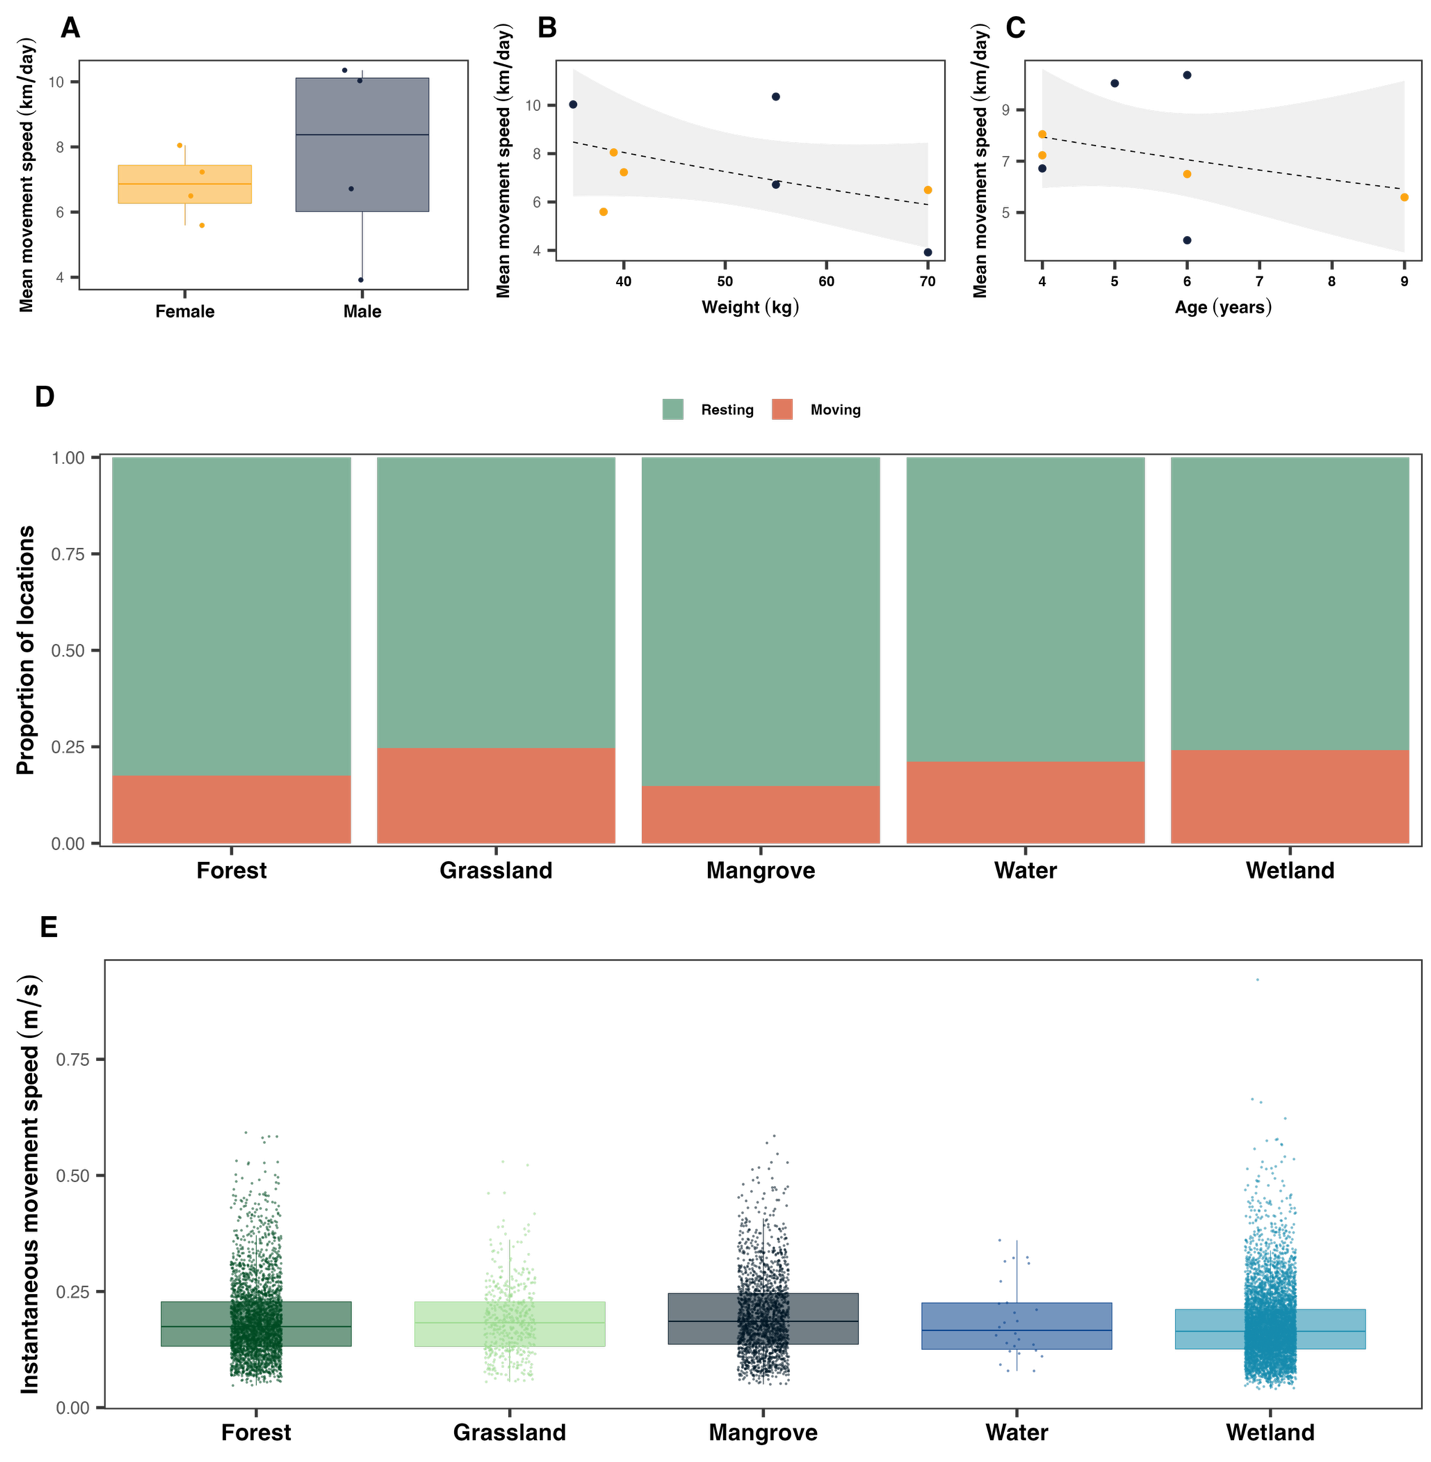 A
Mean movement speed (km/day)
10
8
6
4
Female
Male
B
Mean movement speed (km/day)
10
8
6
4
40
50
60
70
Weight (kg)
C
Mean movement speed (km/day)
9
7
5
4
5
6
7
8
9
Age (years)
D
Resting
Moving
Proportion of locations
1.00
0.75
0.50
0.25
0.00
Forest
Grassland
Mangrove
Water
Wetland
E
Instantaneous movement speed (m/s)
0.75
0.50
0.25
0.00
Forest
Grassland
Mangrove
Water
Wetland